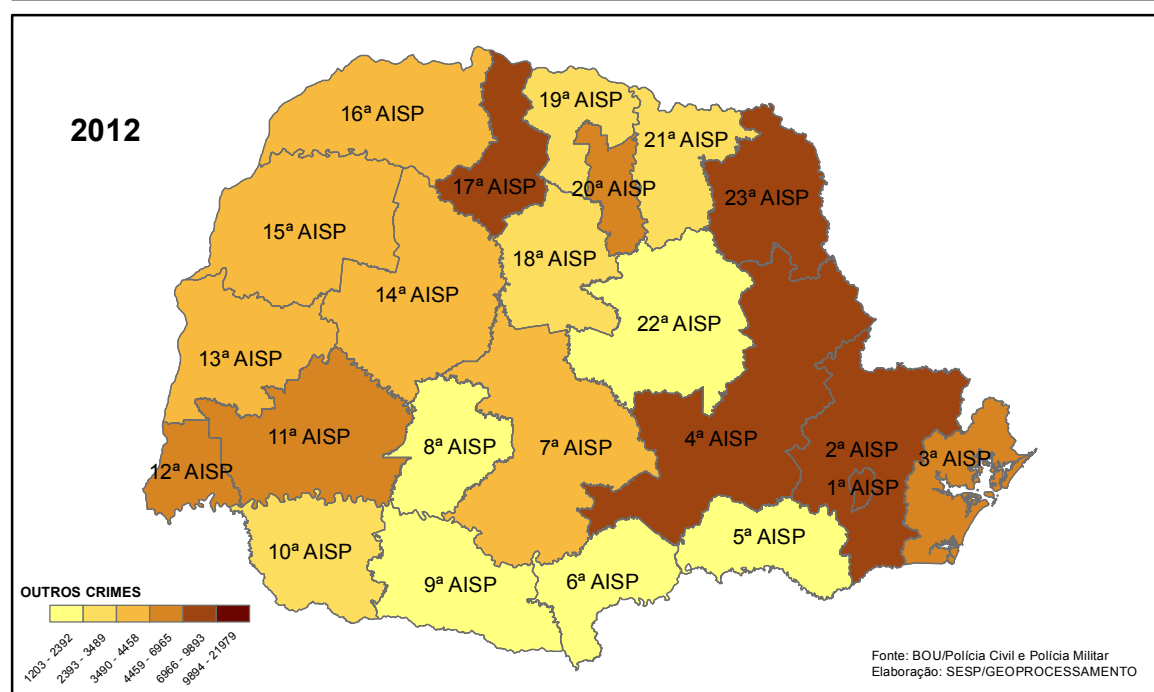 2012
16ª AISP
19ª AISP
21ª AISP
17ª AISP
20ª AISP
23ª AISP
15ª AISP
18ª AISP
14ª AISP
22ª AISP
13ª AISP
11ª AISP
8ª AISP
7ª AISP
4ª AISP
2ª AISP
3ª AISP
12ª AISP
1ª AISP
5ª AISP
10ª AISP
9ª AISP
6ª AISP
OUTROS CRIMES
1203 - 2392
2393 - 3489
3490 - 4458
4459 - 6965
6966 - 9893
9894 - 21979
Fonte: BOU/Polícia Civil e Polícia Militar
Elaboração: SESP/GEOPROCESSAMENTO